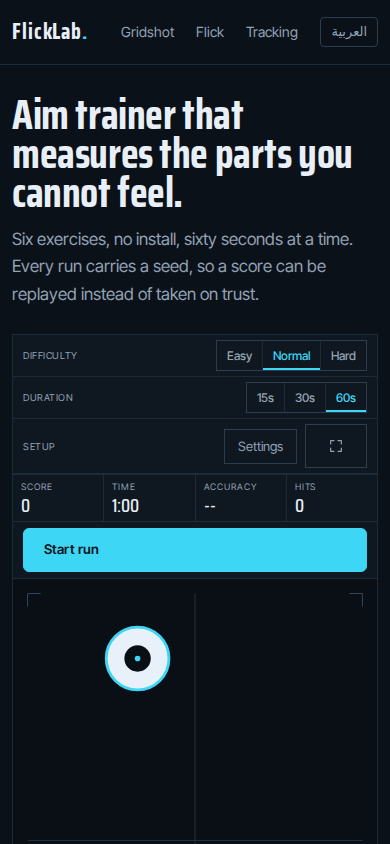 FlickLab.
Gridshot Flick Tracking العربية
Aim trainer that
measures the parts you
cannot feel.
Six exercises, no install, sixty seconds at a time.
Every run carries a seed, so a score can be
replayed instead of taken on trust.
DIFFICULTY Easy Normal Hard
DURATION 15s 30s 60s
SETUP Settings
SCORE TIME ACCURACY HITS
0 1:00 -- 0
Start run